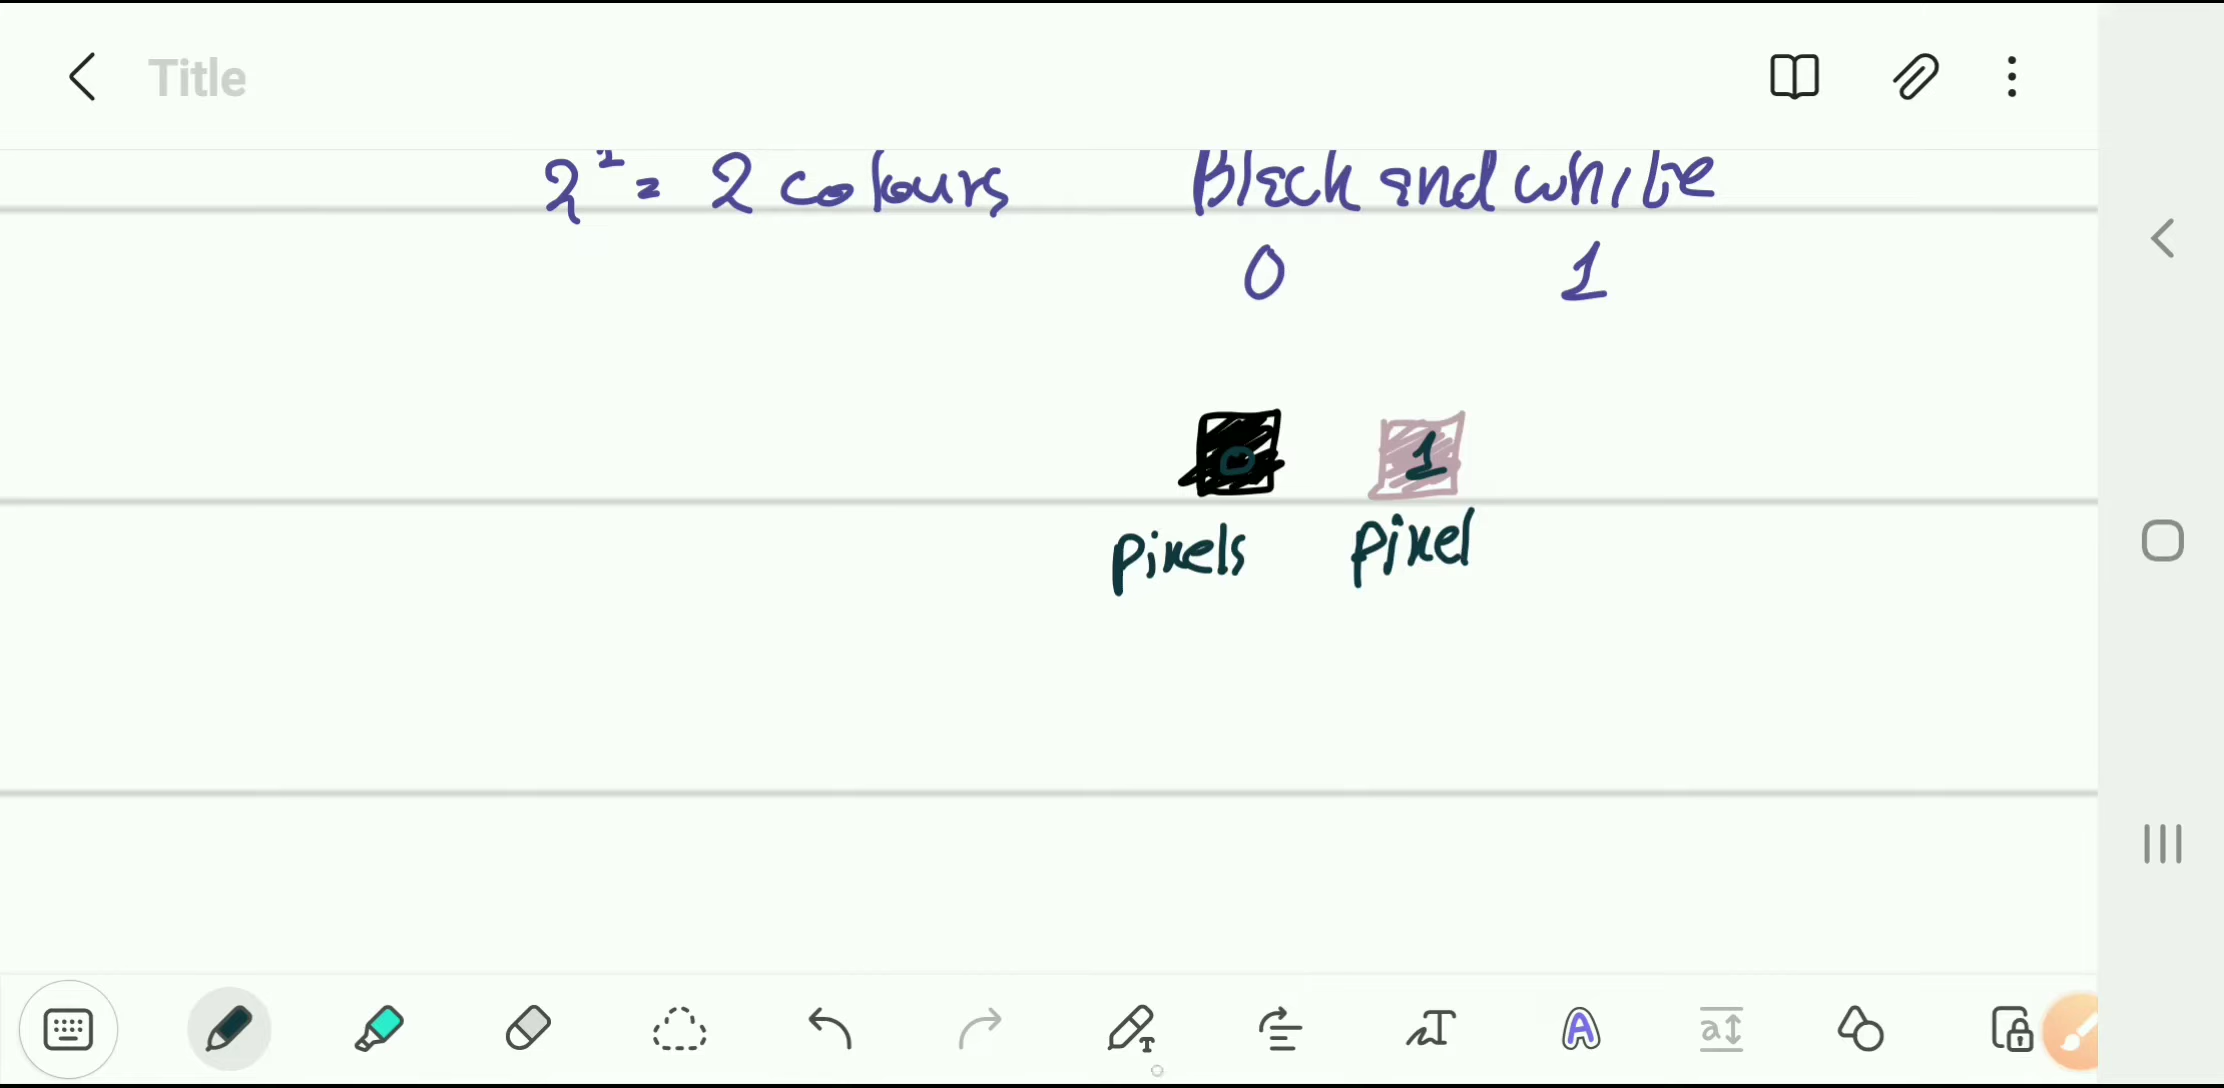 Title
2¹ = 2 colours Black and white
0 1
0 1
pixels pixel